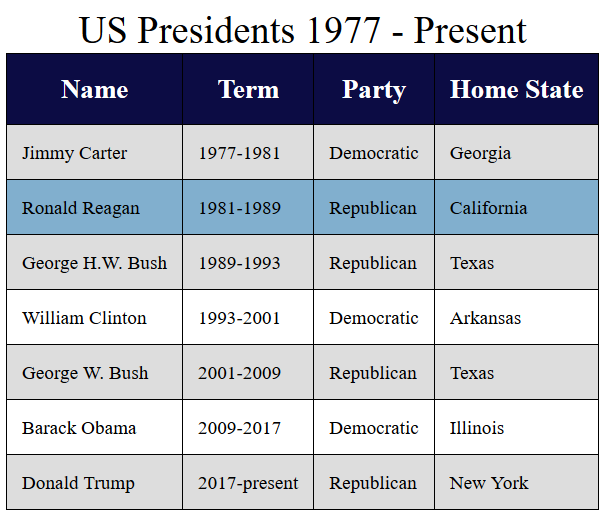 US Presidents 1977 - Present
Name Term Party Home State
Jimmy Carter 1977-1981 Democratic Georgia
Ronald Reagan 1981-1989 Republican California
George H.W. Bush 1989-1993 Republican Texas
William Clinton 1993-2001 Democratic Arkansas
George W. Bush 2001-2009 Republican Texas
Barack Obama 2009-2017 Democratic Illinois
Donald Trump 2017-present Republican New York